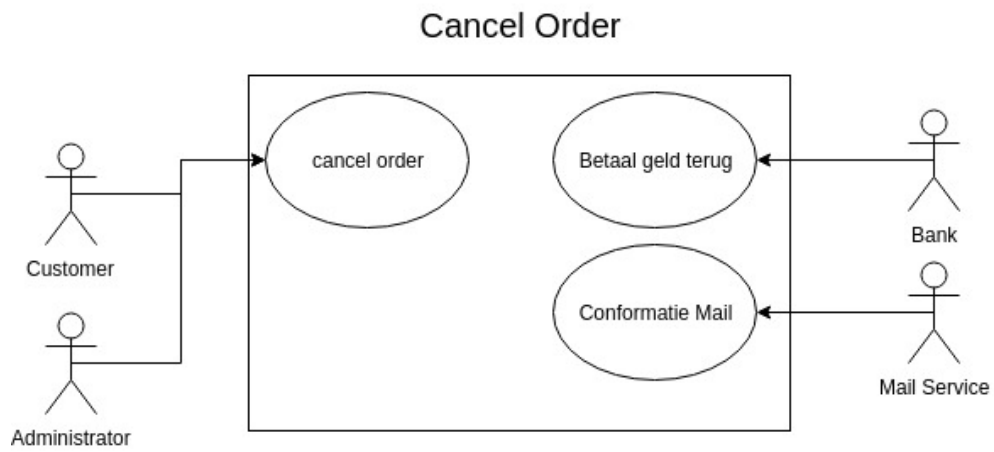 Cancel Order
cancel order
Betaal geld terug
Customer
Bank
Conformatie Mail
Administrator
Mail Service